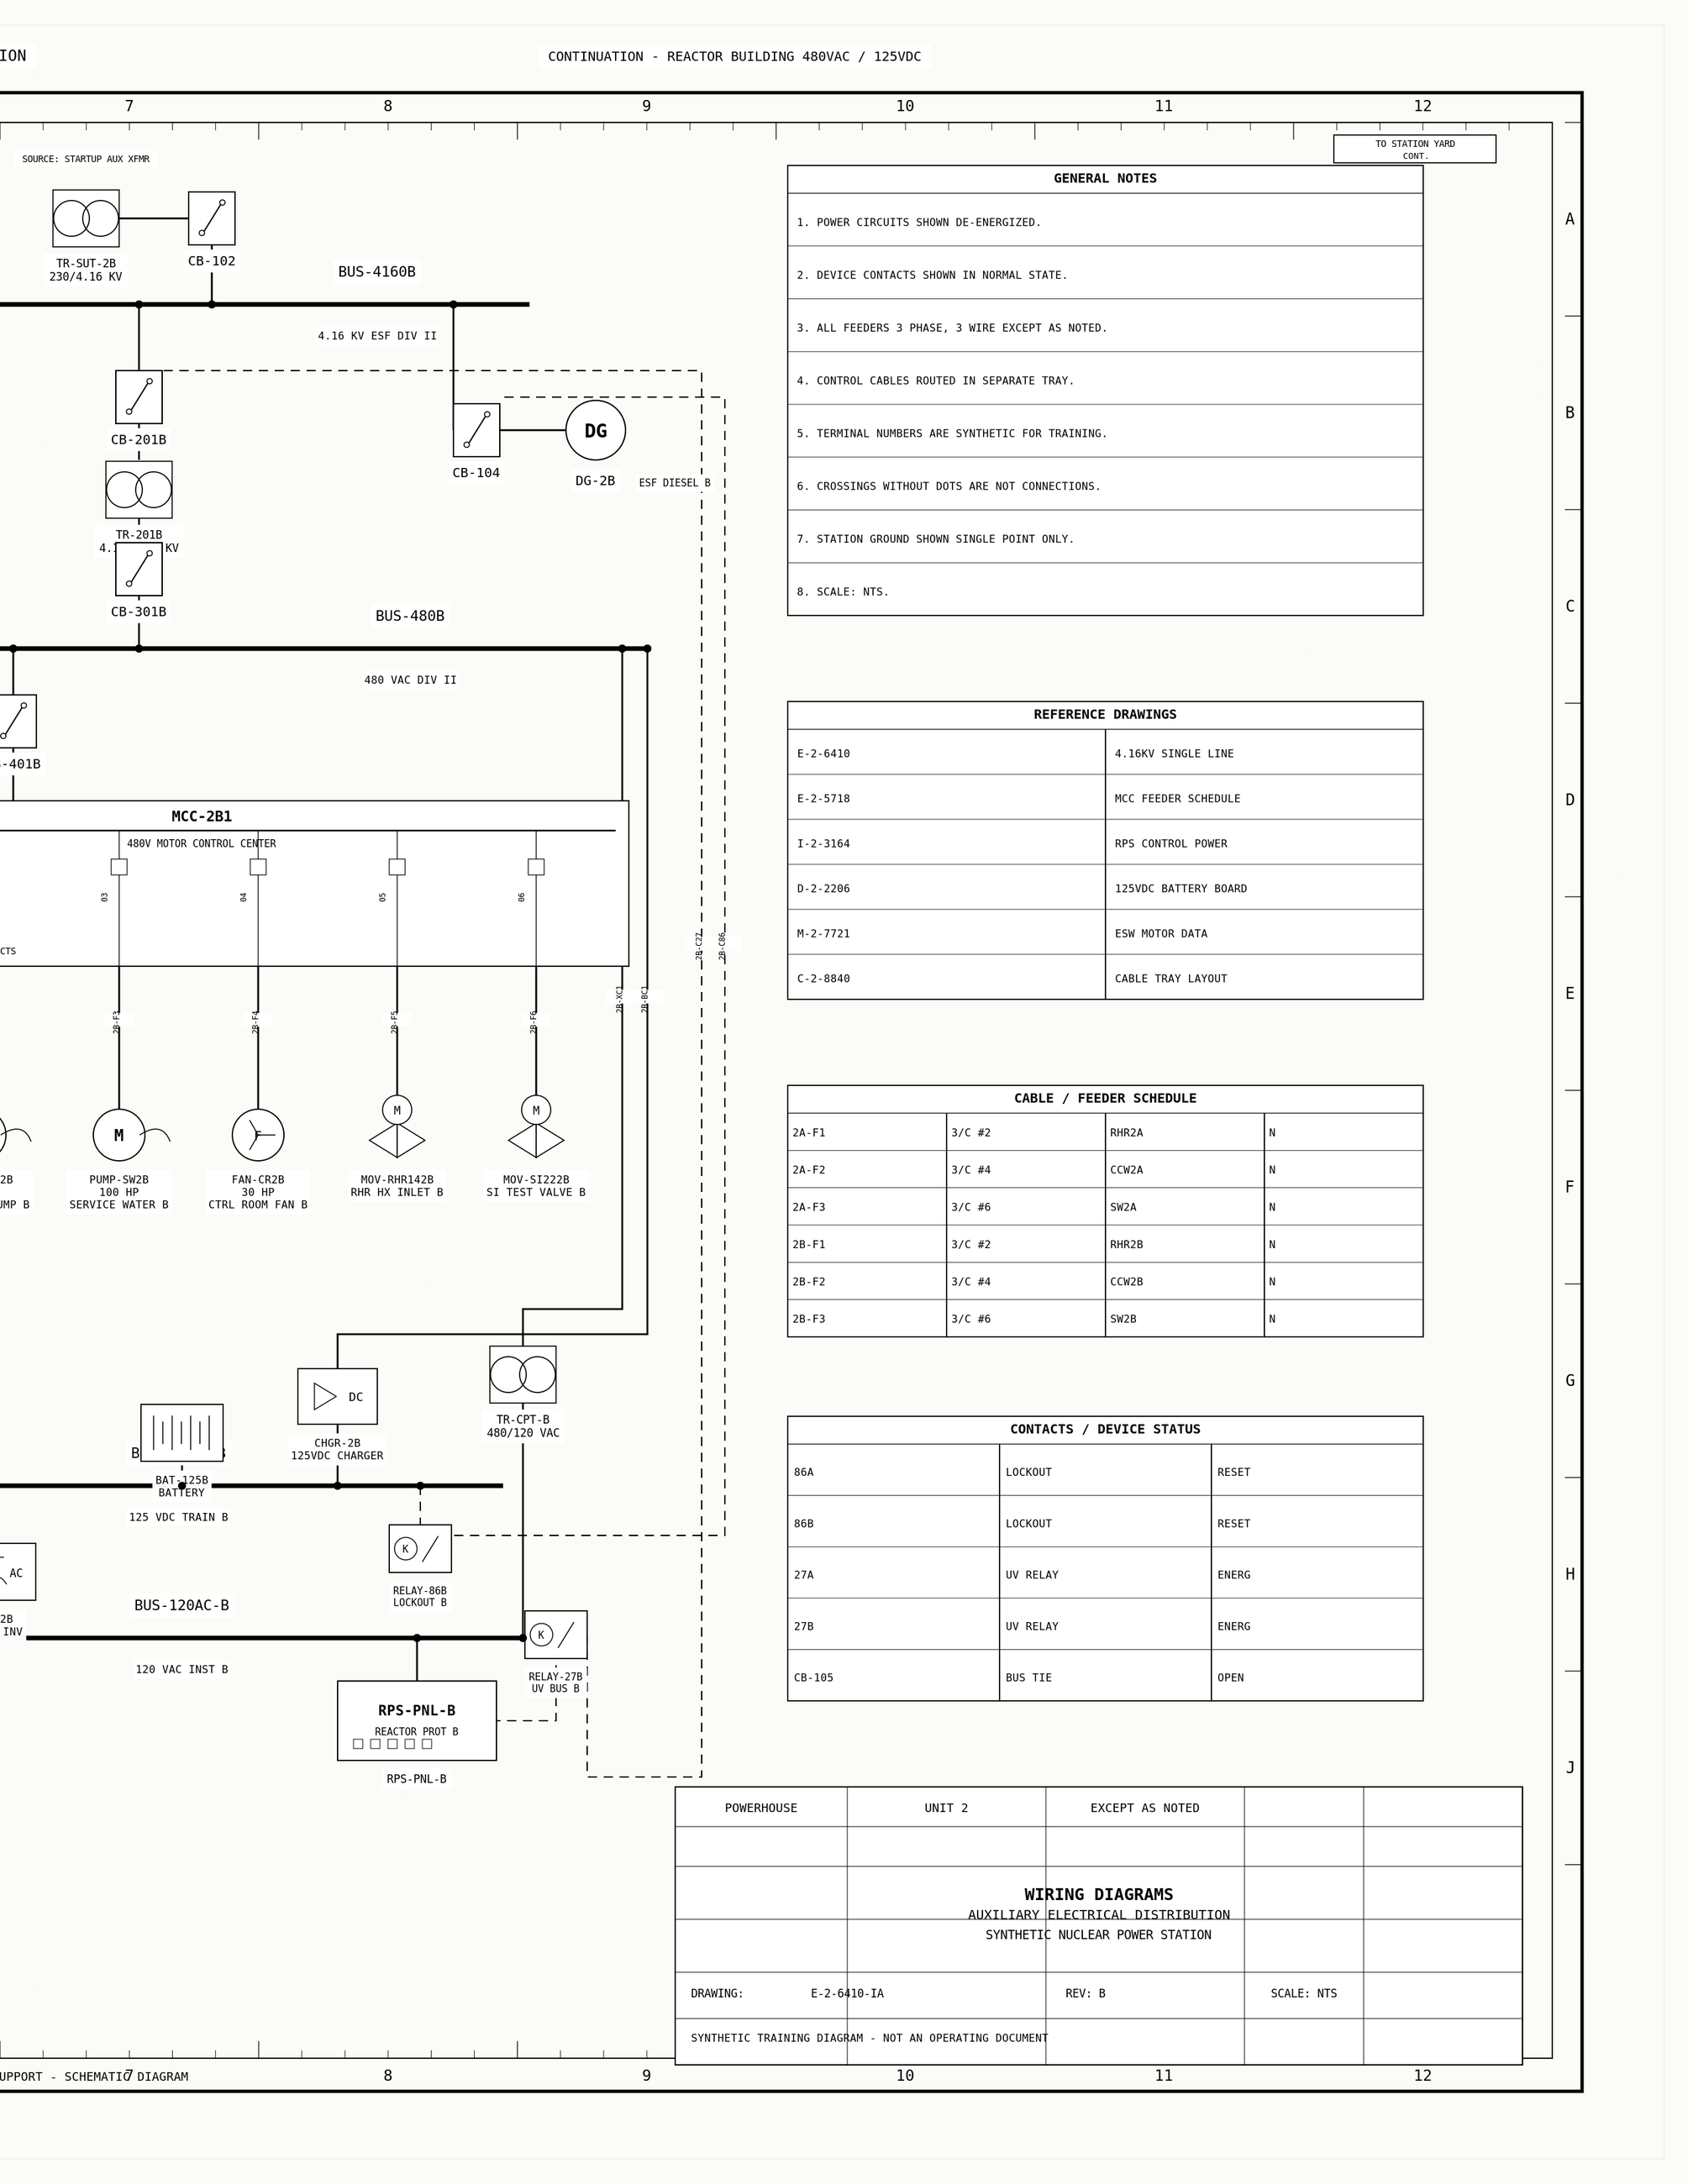 ION
CONTINUATION - REACTOR BUILDING 480VAC / 125VDC
7 8 9 10 11 12
TO STATION YARD
CONT.
SOURCE: STARTUP AUX XFMR
TR-SUT-2B
230/4.16 KV
CB-102
BUS-4160B
4.16 KV ESF DIV II
CB-201B
CB-104
DG
DG-2B
ESF DIESEL B
TR-201B
KV
CB-301B
BUS-480B
480 VAC DIV II
-401B
MCC-2B1
480V MOTOR CONTROL CENTER
03
04
05
06
CTS
2B-F3
2B-F4
2B-F5
2B-F6
2B-XC1
2B-BC1
2B-C27
2B-C86
2B
UMP B
M
PUMP-SW2B
100 HP
SERVICE WATER B
F
FAN-CR2B
30 HP
CTRL ROOM FAN B
M
MOV-RHR142B
RHR HX INLET B
M
MOV-SI222B
SI TEST VALVE B
DC
CHGR-2B
125VDC CHARGER
TR-CPT-B
480/120 VAC
BAT-125B
BATTERY
125 VDC TRAIN B
K
RELAY-86B
LOCKOUT B
AC
2B
INV
BUS-120AC-B
120 VAC INST B
K
RELAY-27B
UV BUS B
RPS-PNL-B
REACTOR PROT B
RPS-PNL-B
GENERAL NOTES
1. POWER CIRCUITS SHOWN DE-ENERGIZED.
2. DEVICE CONTACTS SHOWN IN NORMAL STATE.
3. ALL FEEDERS 3 PHASE, 3 WIRE EXCEPT AS NOTED.
4. CONTROL CABLES ROUTED IN SEPARATE TRAY.
5. TERMINAL NUMBERS ARE SYNTHETIC FOR TRAINING.
6. CROSSINGS WITHOUT DOTS ARE NOT CONNECTIONS.
7. STATION GROUND SHOWN SINGLE POINT ONLY.
8. SCALE: NTS.
REFERENCE DRAWINGS
E-2-6410 4.16KV SINGLE LINE
E-2-5718 MCC FEEDER SCHEDULE
I-2-3164 RPS CONTROL POWER
D-2-2206 125VDC BATTERY BOARD
M-2-7721 ESW MOTOR DATA
C-2-8840 CABLE TRAY LAYOUT
CABLE / FEEDER SCHEDULE
2A-F1 3/C #2 RHR2A N
2A-F2 3/C #4 CCW2A N
2A-F3 3/C #6 SW2A N
2B-F1 3/C #2 RHR2B N
2B-F2 3/C #4 CCW2B N
2B-F3 3/C #6 SW2B N
CONTACTS / DEVICE STATUS
86A LOCKOUT RESET
86B LOCKOUT RESET
27A UV RELAY ENERG
27B UV RELAY ENERG
CB-105 BUS TIE OPEN
A
B
C
D
E
F
G
H
J
POWERHOUSE UNIT 2 EXCEPT AS NOTED
WIRING DIAGRAMS
AUXILIARY ELECTRICAL DISTRIBUTION
SYNTHETIC NUCLEAR POWER STATION
DRAWING: E-2-6410-IA REV: B SCALE: NTS
SYNTHETIC TRAINING DIAGRAM - NOT AN OPERATING DOCUMENT
UPPORT - SCHEMATIC DIAGRAM
7 8 9 10 11 12